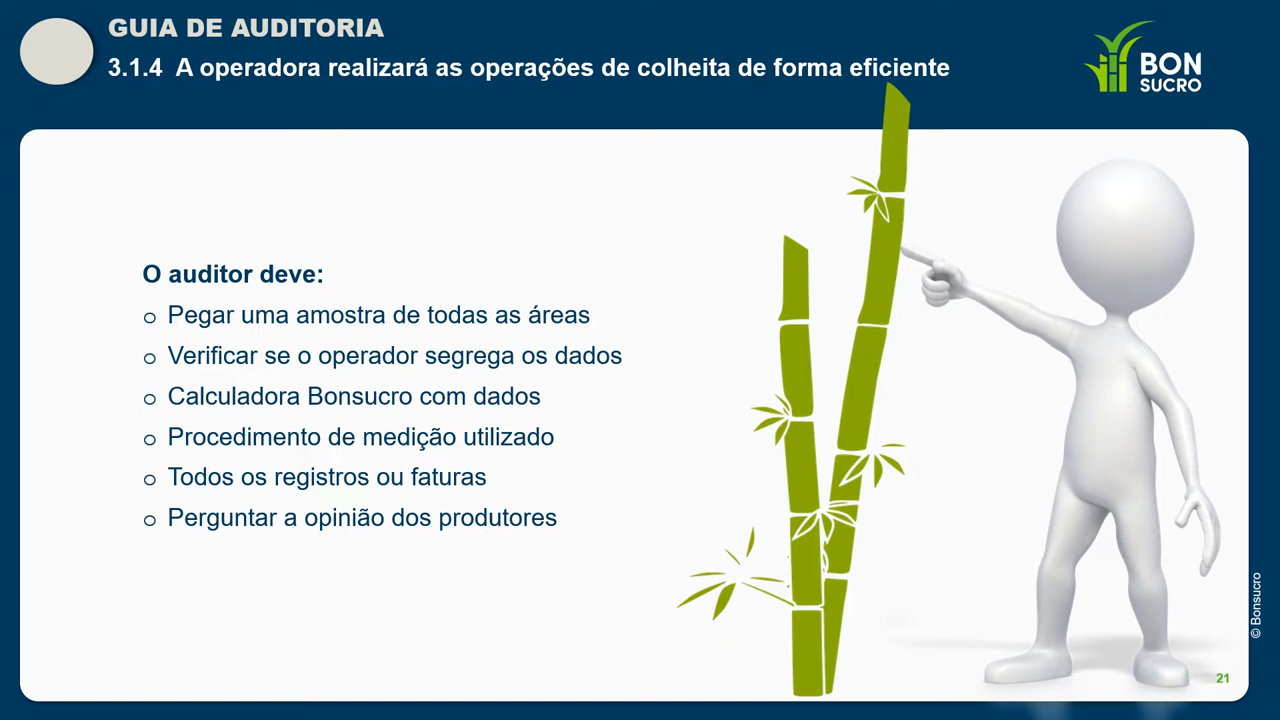 GUIA DE AUDITORIA
3.1.4 A operadora realizará as operações de colheita de forma eficiente
BON
SUCRO
O auditor deve:
o Pegar uma amostra de todas as áreas
o Verificar se o operador segrega os dados
o Calculadora Bonsucro com dados
o Procedimento de medição utilizado
o Todos os registros ou faturas
o Perguntar a opinião dos produtores
© Bonsucro
21